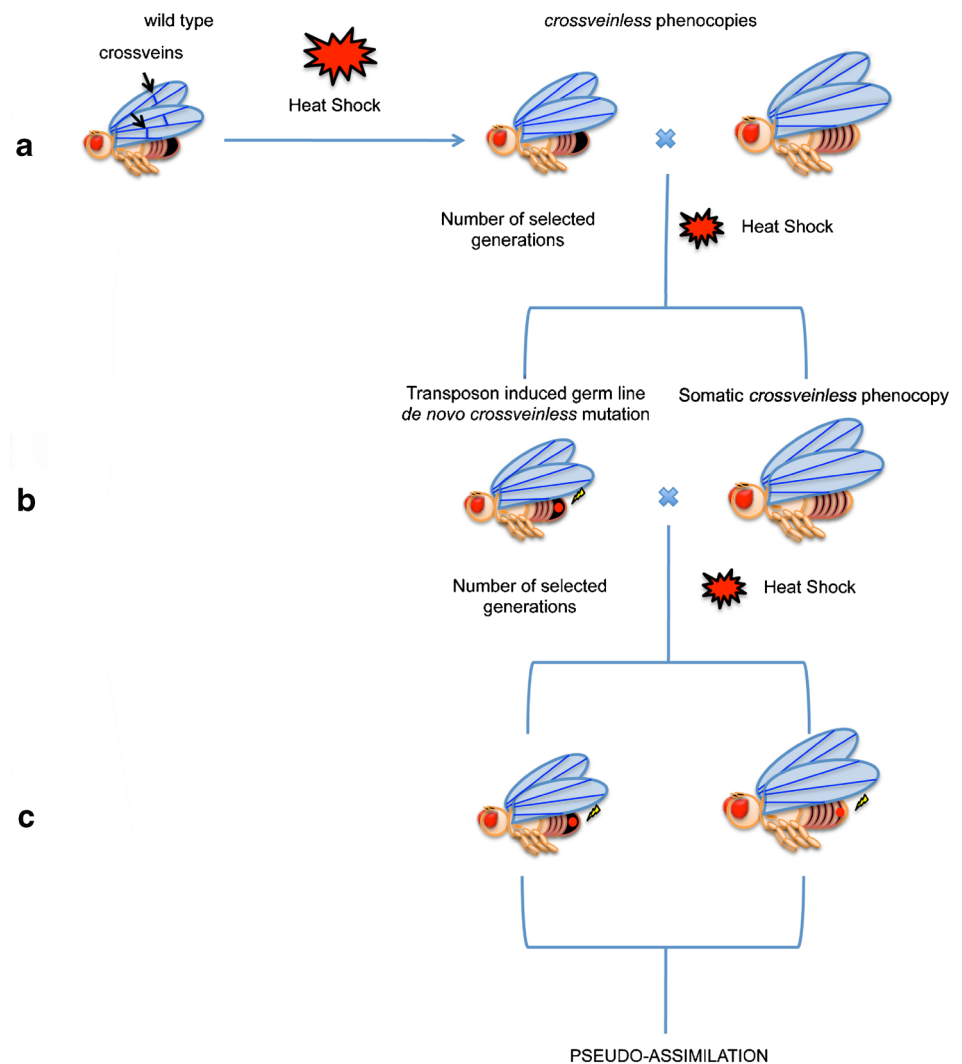 wild type
crossveinless phenocopies
crossveins
Heat Shock
a
Number of selected
generations
Heat Shock
Transposon induced germ line
de novo crossveinless mutation
Somatic crossveinless phenocopy
b
Number of selected
generations
Heat Shock
c
PSEUDO-ASSIMILATION